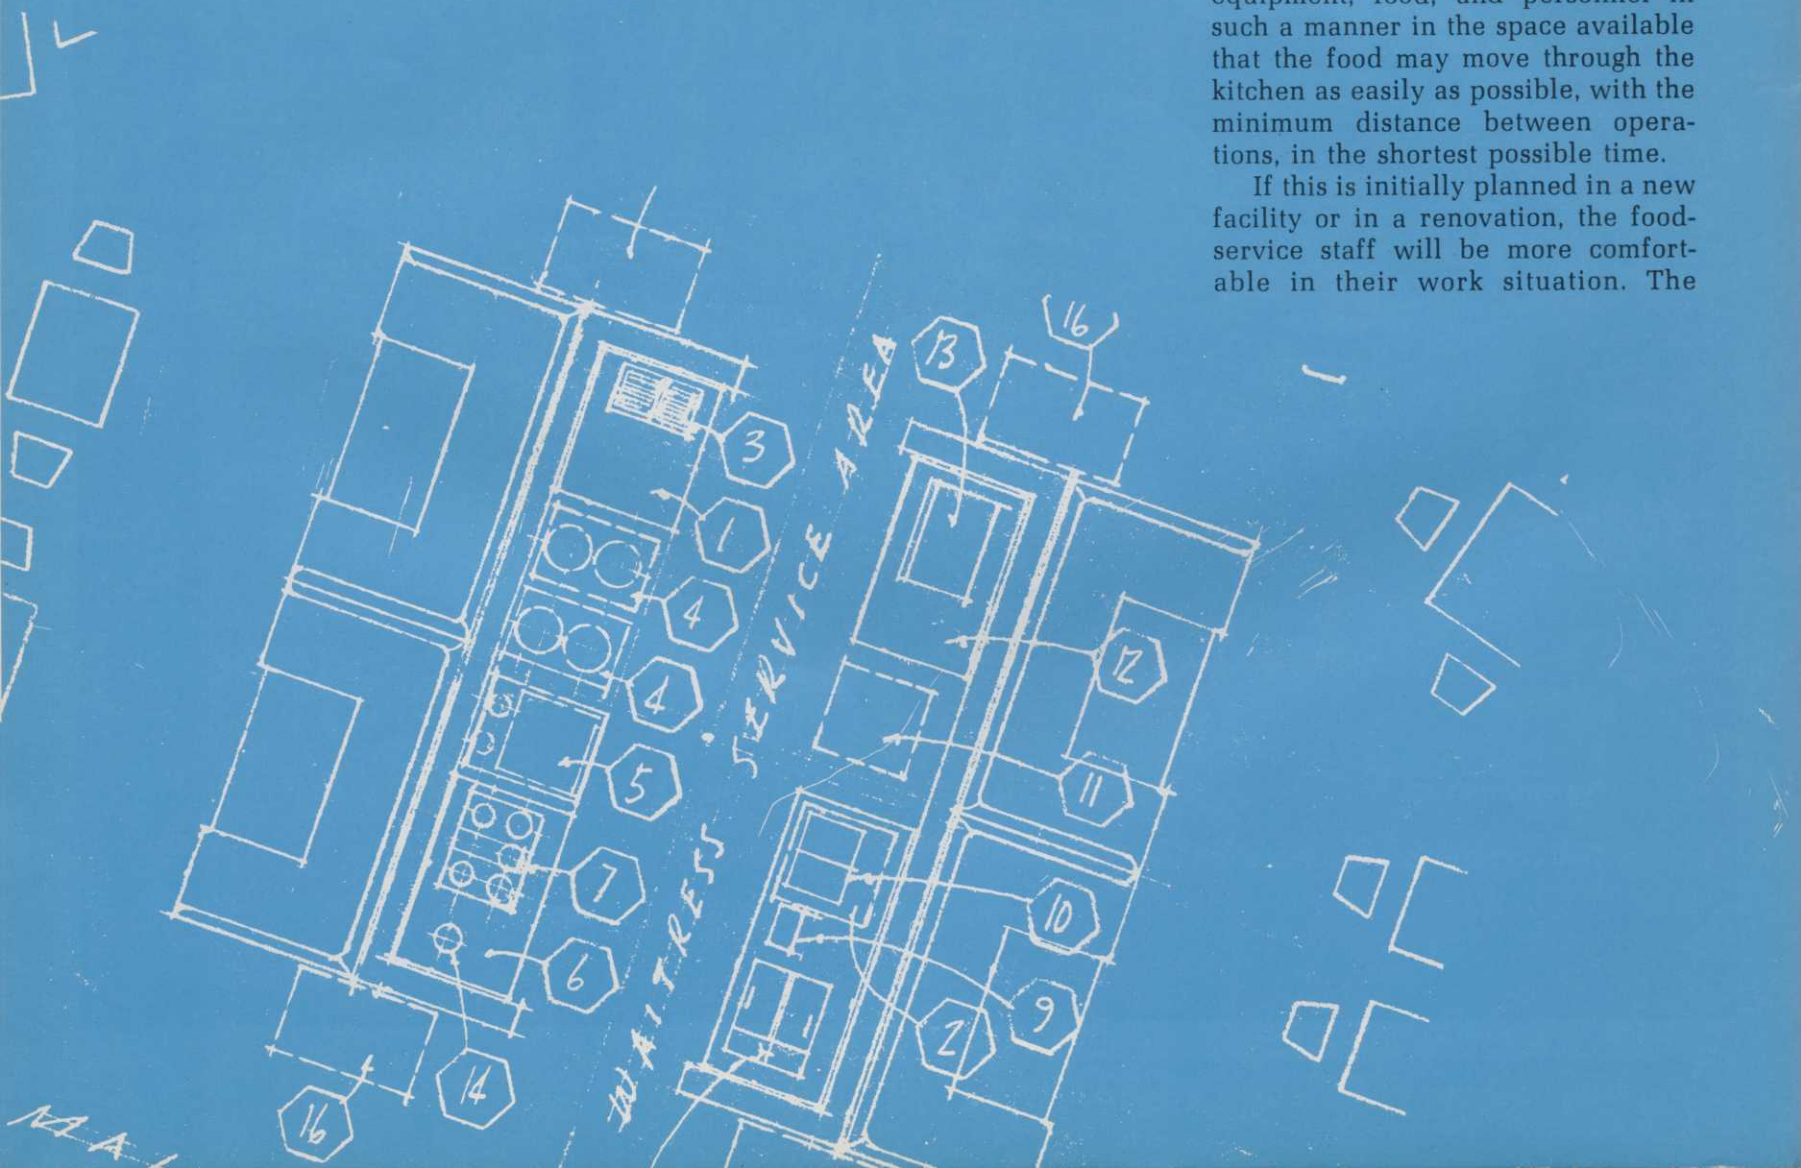 such a manner in the space available
that the food may move through the
kitchen as easily as possible, with the
minimum distance between opera-
tions, in the shortest possible time.
If this is initially planned in a new
facility or in a renovation, the food-
service staff will be more comfort-
able in their work situation. The
16
13
3
1
4
12
4
5
11
7
10
6
9
2
14
16
WAITRESS SERVICE AREA